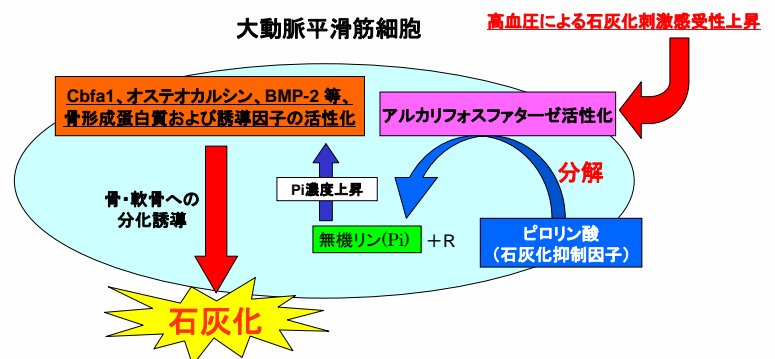 高血圧による石灰化刺激感受性上昇
大動脈平滑筋細胞
Cbfa1、オステオカルシン、BMP-2 等、
骨形成蛋白質および誘導因子の活性化
アルカリフォスファターゼ活性化
分解
Pi濃度上昇
骨・軟骨への
分化誘導
無機リン(Pi) +R
ピロリン酸
(石灰化抑制因子)
石灰化